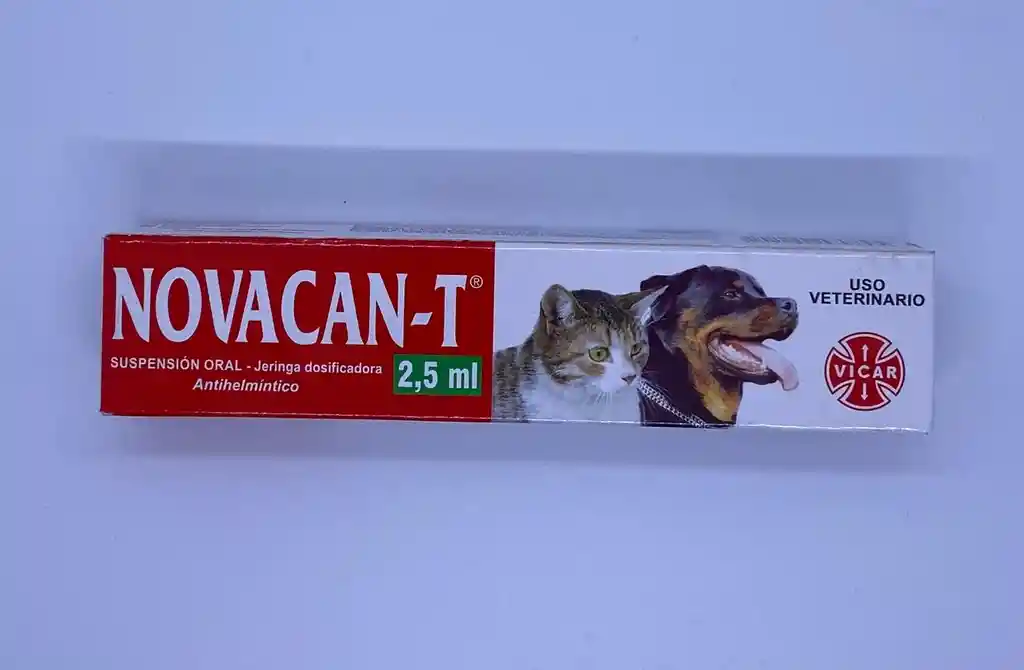 NOVACAN-T®
SUSPENSIÓN ORAL - Jeringa dosificadora
Antihelmíntico
2,5 ml
USO
VETERINARIO
VICAR